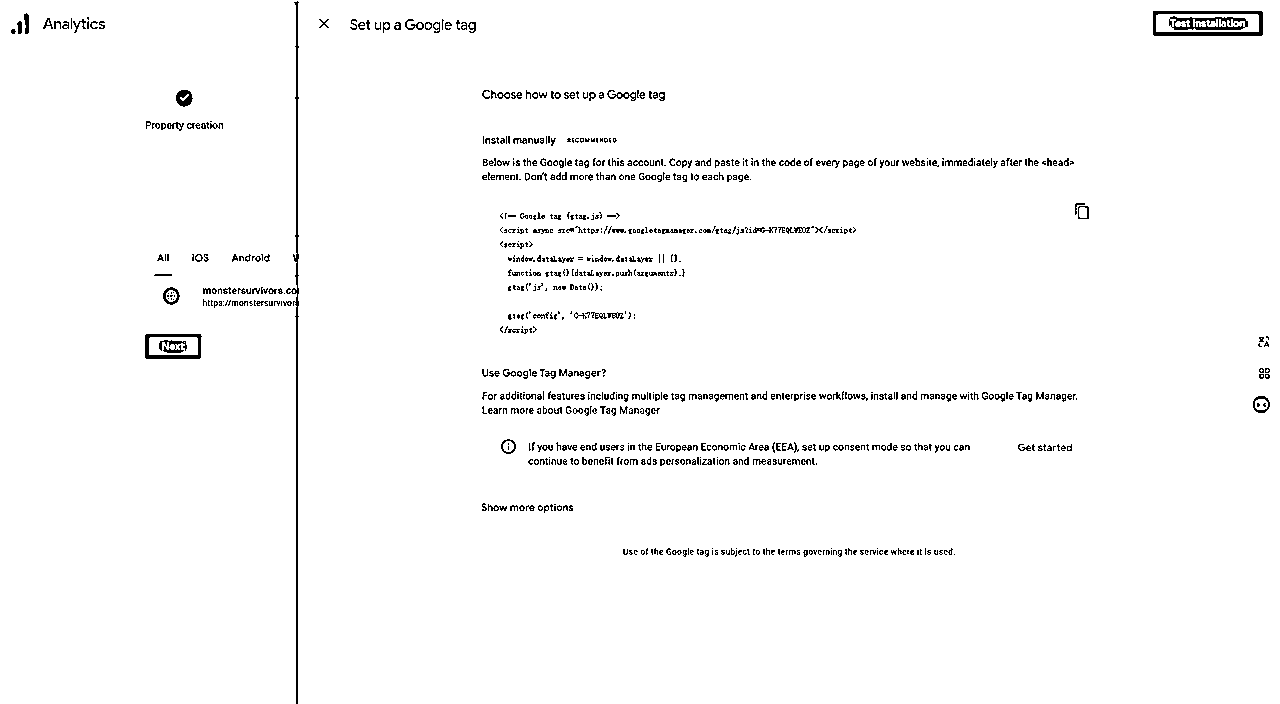 Analytics
Set up a Google tag
Test installation
Property creation
All
iOS
Android
monstersurvivors.co
https://monstersurvivor
Next
Choose how to set up a Google tag
Install manually RECOMMENDED
Below is the Google tag for this account. Copy and paste it in the code of every page of your website, immediately after the <head>
element. Don't add more than one Google tag to each page.
<!-- Google tag (gtag.js) -->
<script async src="https://www.googletagmanager.com/gtag/js?id=G-K77EQLWEOZ"></script>
<script>
window.dataLayer = window.dataLayer || [];
function gtag(){dataLayer.push(arguments);}
gtag('js', new Date());
gtag('config', 'G-K77EQLWEOZ');
</script>
Use Google Tag Manager?
For additional features including multiple tag management and enterprise workflows, install and manage with Google Tag Manager.
Learn more about Google Tag Manager
If you have end users in the European Economic Area (EEA), set up consent mode so that you can
continue to benefit from ads personalization and measurement.
Get started
Show more options
Use of the Google tag is subject to the terms governing the service where it is used.